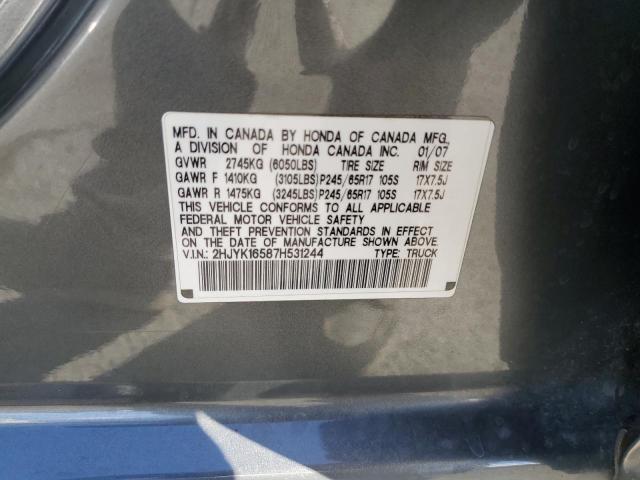 MFD. IN CANADA BY HONDA OF CANADA MFG.,
A DIVISION OF HONDA CANADA INC. 01/07
GVWR 2745KG (6050LBS) TIRE SIZE RIM SIZE
GAWR F 1410KG (3105LBS)P245/65R17 105S 17X7.5J
GAWR R 1475KG (3245LBS)P245/65R17 105S 17X7.5J
THIS VEHICLE CONFORMS TO ALL APPLICABLE
FEDERAL MOTOR VEHICLE SAFETY
AND THEFT PREVENTION STANDARDS IN EFFECT
ON THE DATE OF MANUFACTURE SHOWN ABOVE.
V.I.N.: 2HJYK16587H531244 TYPE: TRUCK